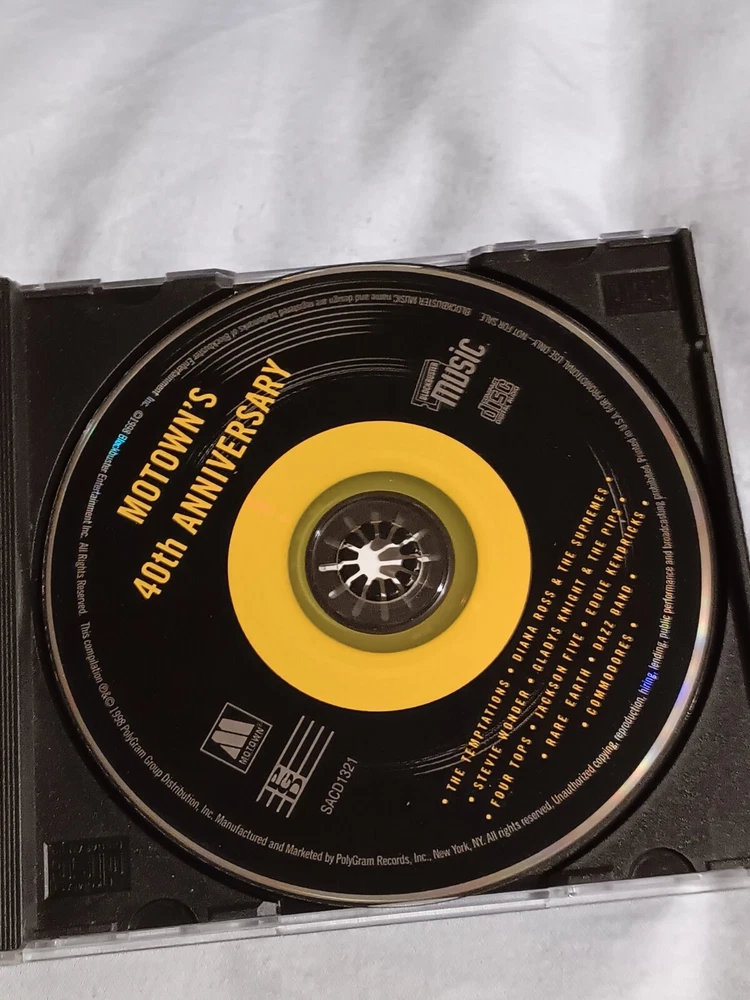 MOTOWN'S
40th ANNIVERSARY
BLOCKBUSTER
MUSIC
COMPACT
disc
DIGITAL AUDIO
• THE TEMPTATIONS • DIANA ROSS & THE SUPREMES •
• STEVIE WONDER • GLADYS KNIGHT & THE PIPS •
• FOUR TOPS • JACKSON FIVE • EDDIE KENDRICKS •
• RARE EARTH • DAZZ BAND •
• COMMODORES •
MOTOWN®
SACD1321
This compilation ℗&© 1998 PolyGram Group Distribution, Inc. Manufactured and Marketed by PolyGram Records, Inc., New York, NY. All rights reserved. Unauthorized copying, reproduction, hiring, lending, public performance and broadcasting prohibited. Printed in U.S.A. FOR PROMOTIONAL USE ONLY–NOT FOR SALE.
BLOCKBUSTER MUSIC name and design are registered trademarks of Blockbuster Entertainment Inc. ©1998 Blockbuster Entertainment Inc. All Rights Reserved.